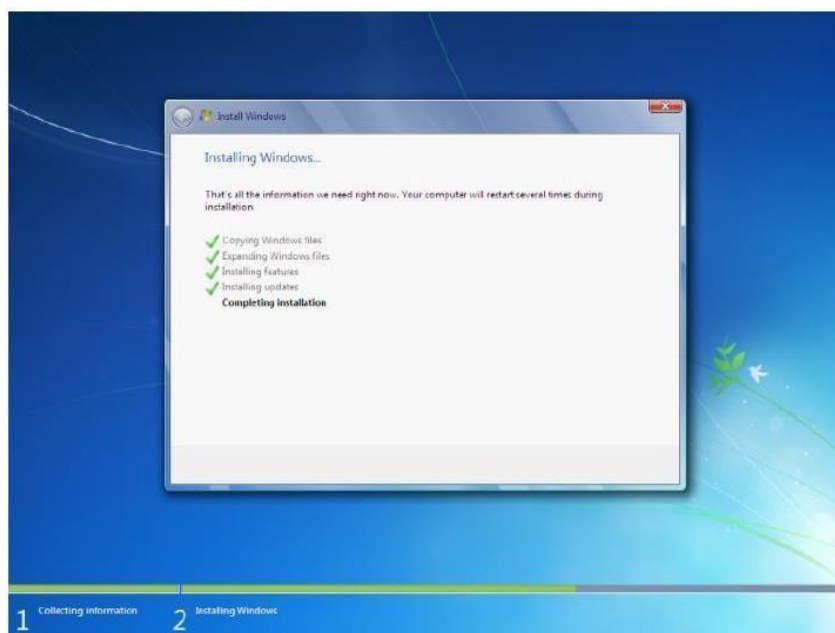 Install Windows
Installing Windows...
That's all the information we need right now. Your computer will restart several times during
installation.
Copying Windows files
Expanding Windows files
Installing features
Installing updates
Completing installation
1 Collecting information
2 Installing Windows